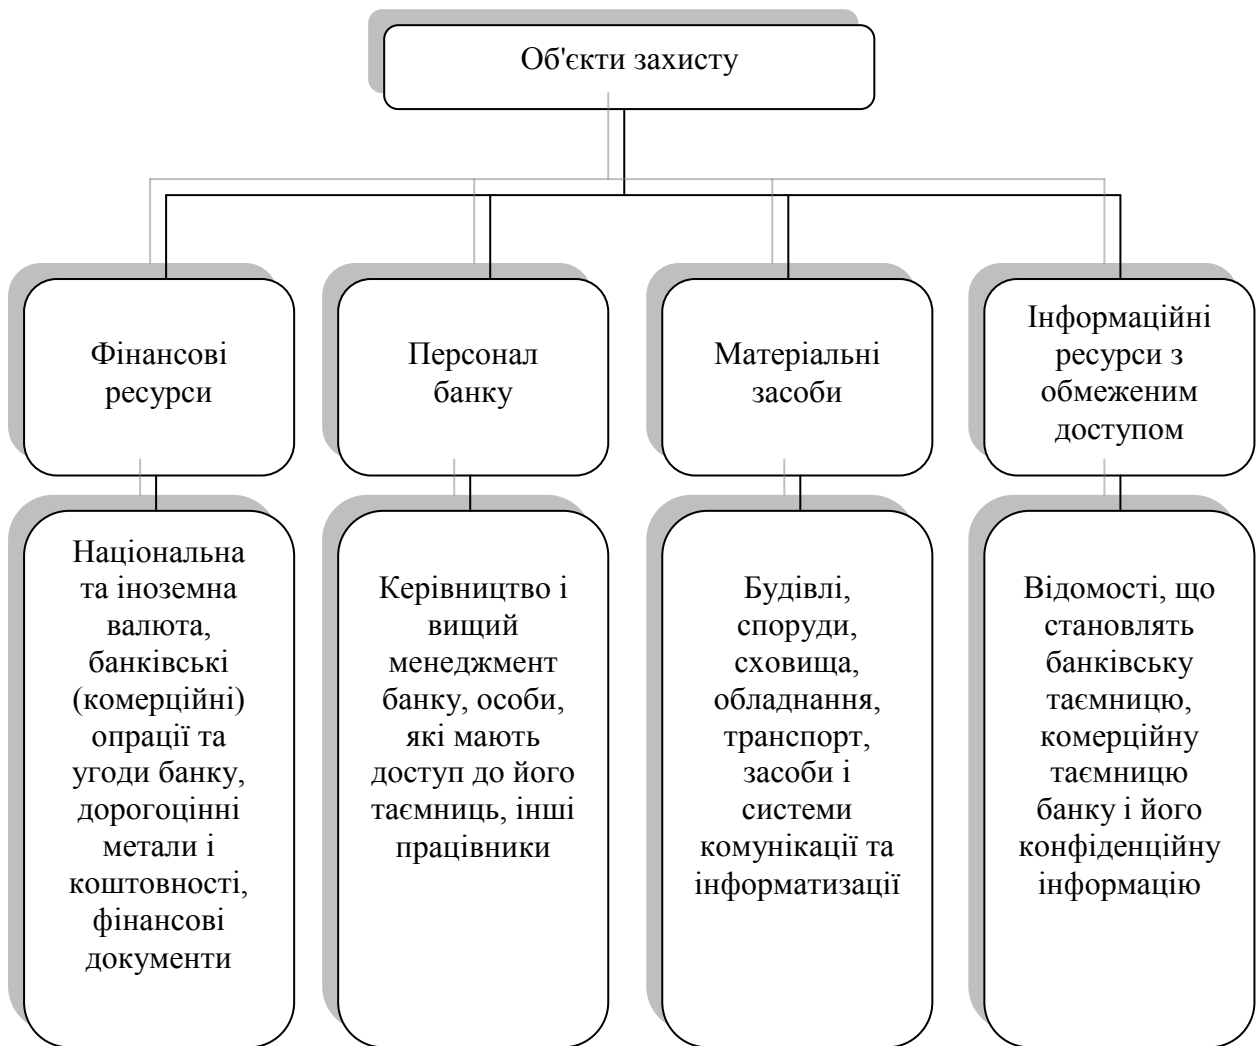 Об'єкти захисту
Фінансові
ресурси
Персонал
банку
Матеріальні
засоби
Інформаційні
ресурси з
обмеженим
доступом
Національна
та іноземна
валюта,
банківські
(комерційні)
опрації та
угоди банку,
дорогоцінні
метали і
коштовності,
фінансові
документи
Керівництво і
вищий
менеджмент
банку, особи,
які мають
доступ до його
таємниць, інші
працівники
Будівлі,
споруди,
сховища,
обладнання,
транспорт,
засоби і
системи
комунікації та
інформатизації
Відомості, що
становлять
банківську
таємницю,
комерційну
таємницю
банку і його
конфіденційну
інформацію